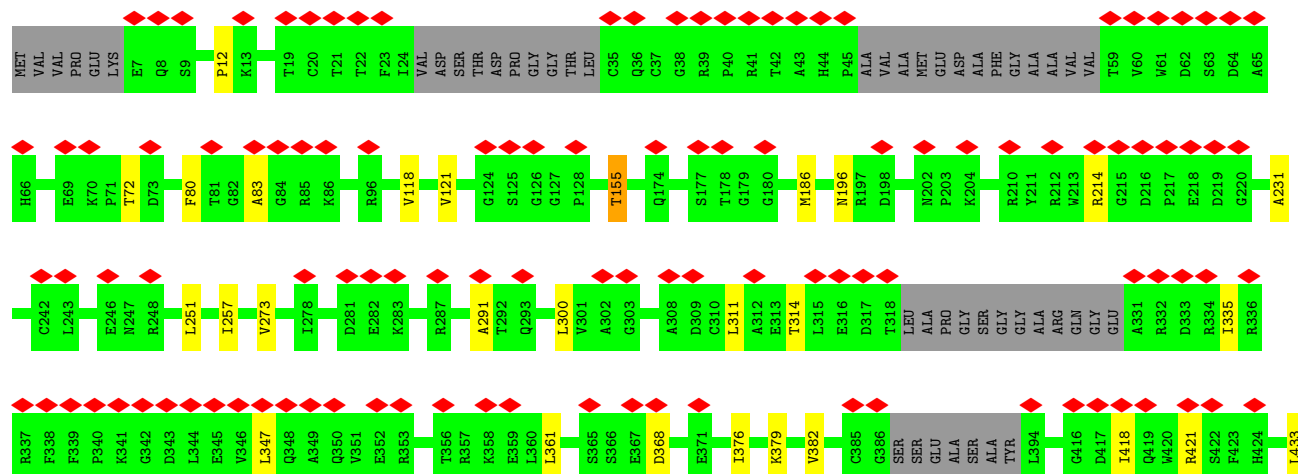 MET VAL VAL PRO GLU LYS E7 Q8 S9 P12 K13 T19 C20 T21 T22 F23 I24 VAL ASP SER THR ASP PRO GLY GLY THR LEU C35 Q36 C37 G38 R39 P40 R41 T42 A43 H44 P45 ALA VAL ALA MET GLU ASP ALA PHE GLY ALA ALA VAL VAL T59 V60 W61 D62 S63 D64 A65
H66 E69 K70 P71 T72 D73 F80 T81 G82 A83 G84 R85 K86 R96 V118 V121 G124 S125 G126 G127 P128 T155 Q174 S177 T178 G179 G180 M186 N196 R197 D198 N202 P203 K204 R210 Y211 R212 W213 R214 G215 D216 P217 E218 D219 G220 A231
C242 L243 E246 N247 R248 L251 I257 V273 I278 D281 E282 K283 R287 A291 T292 Q293 L300 V301 A302 G303 A308 D309 C310 L311 A312 E313 T314 L315 E316 D317 T318 LEU ALA PRO GLY SER GLY GLY ALA ARG GLN GLY GLU A331 R332 D333 R334 I335 R336
R337 F338 F339 P340 K341 G342 D343 L344 E345 V346 L347 Q348 A349 Q350 V351 E352 R353 T356 R357 K358 E359 L360 L361 S365 S366 E367 D368 E371 I376 K379 V382 C385 G386 SER SER GLU ALA SER ALA TYR L394 G416 D417 I418 Q419 W420 R421 S422 F423 H424 L433